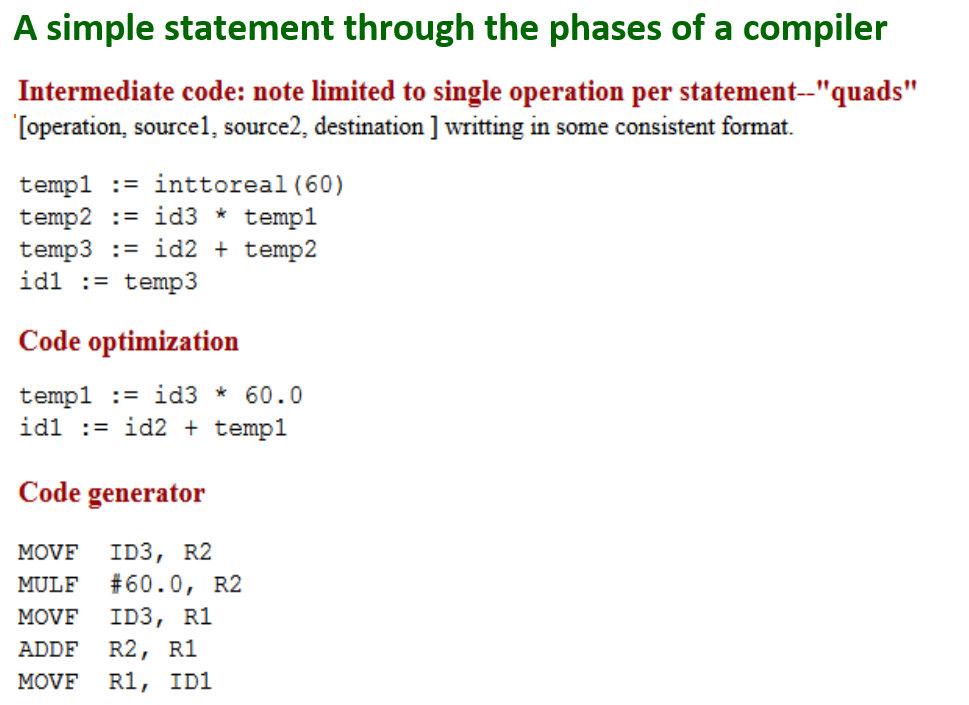 A simple statement through the phases of a compiler
Intermediate code: note limited to single operation per statement--"quads"
[operation, source1, source2, destination ] writting in some consistent format.
temp1 := inttoreal(60)
temp2 := id3 * temp1
temp3 := id2 + temp2
id1 := temp3
Code optimization
temp1 := id3 * 60.0
id1 := id2 + temp1
Code generator
MOVF ID3, R2
MULF #60.0, R2
MOVF ID3, R1
ADDF R2, R1
MOVF R1, ID1